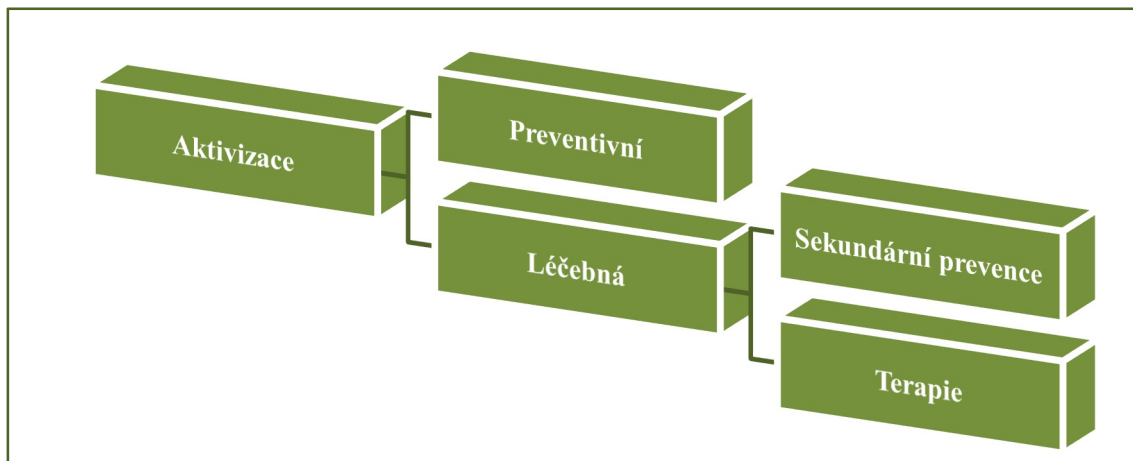 Aktivizace
Preventivní
Léčebná
Sekundární prevence
Terapie